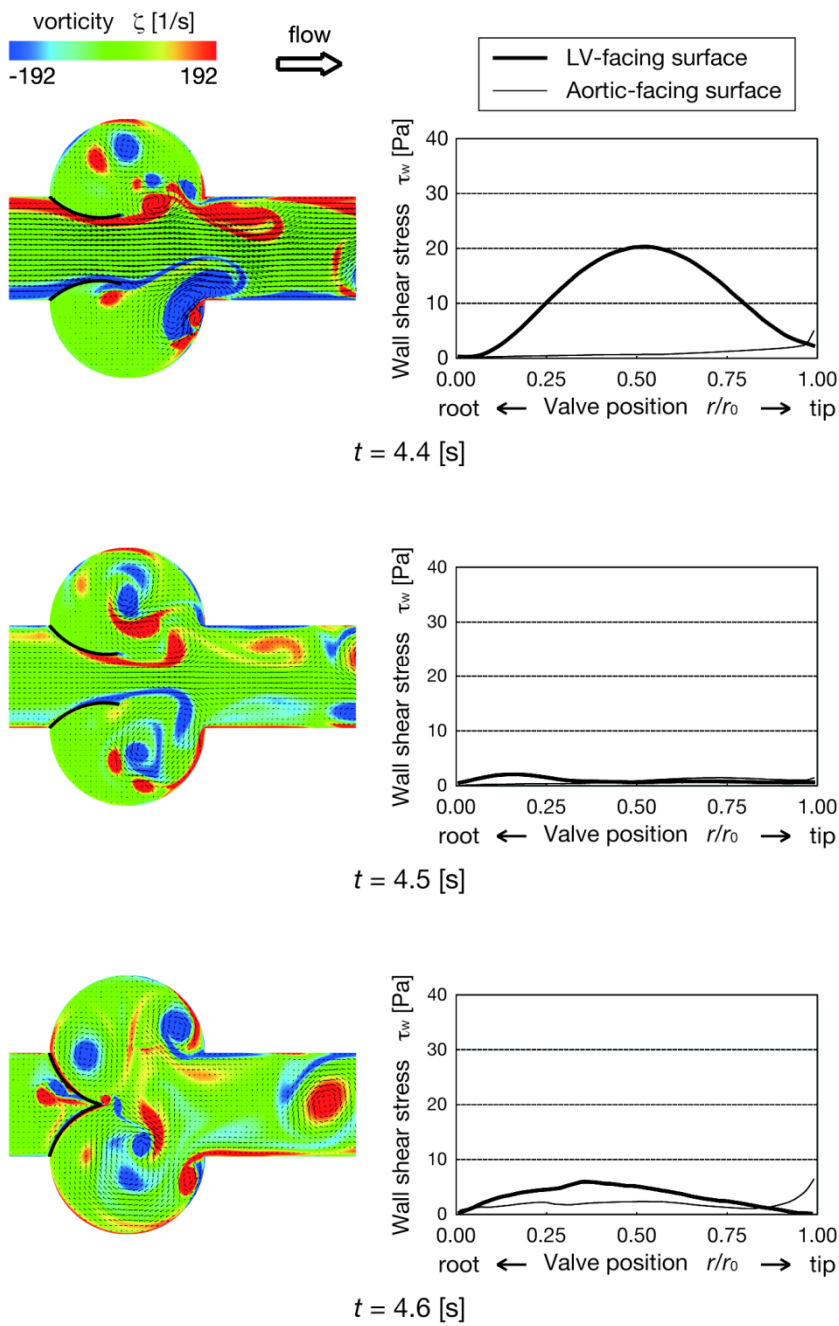 vorticity ζ [1/s]
-192 192
flow
LV-facing surface
Aortic-facing surface
Wall shear stress τw [Pa]
40
30
20
10
0
0.00 0.25 0.50 0.75 1.00
root ← Valve position r/r0 → tip
t = 4.4 [s]
Wall shear stress τw [Pa]
40
30
20
10
0
0.00 0.25 0.50 0.75 1.00
root ← Valve position r/r0 → tip
t = 4.5 [s]
Wall shear stress τw [Pa]
40
30
20
10
0
0.00 0.25 0.50 0.75 1.00
root ← Valve position r/r0 → tip
t = 4.6 [s]